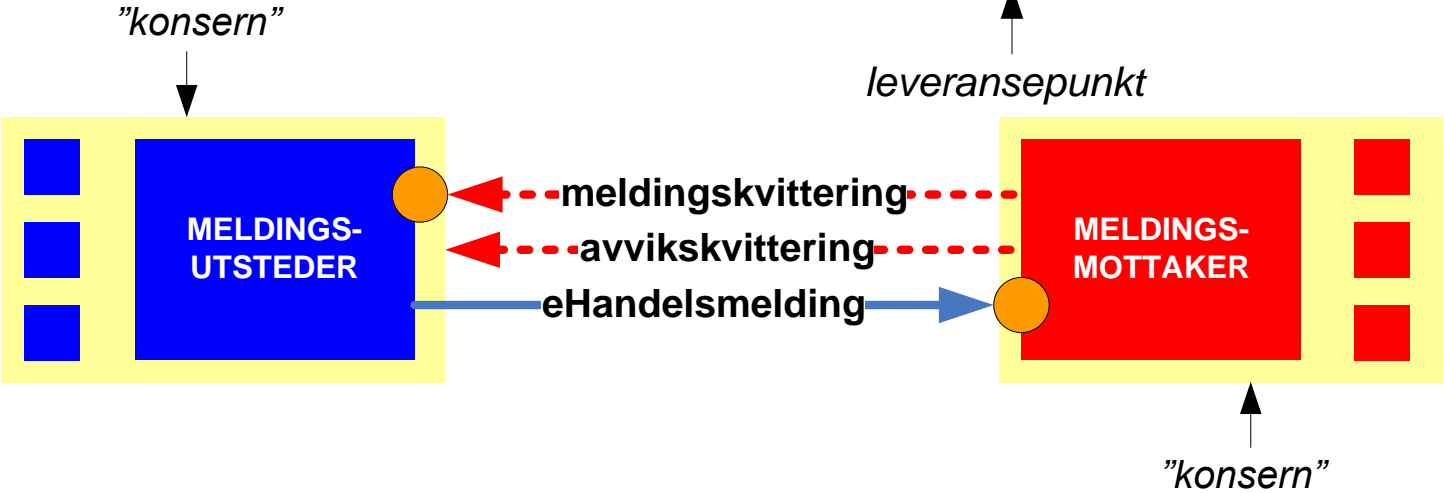 ”konsern”
leveransepunkt
MELDINGS-
UTSTEDER
meldingskvittering
avvikskvittering
eHandelsmelding
MELDINGS-
MOTTAKER
”konsern”